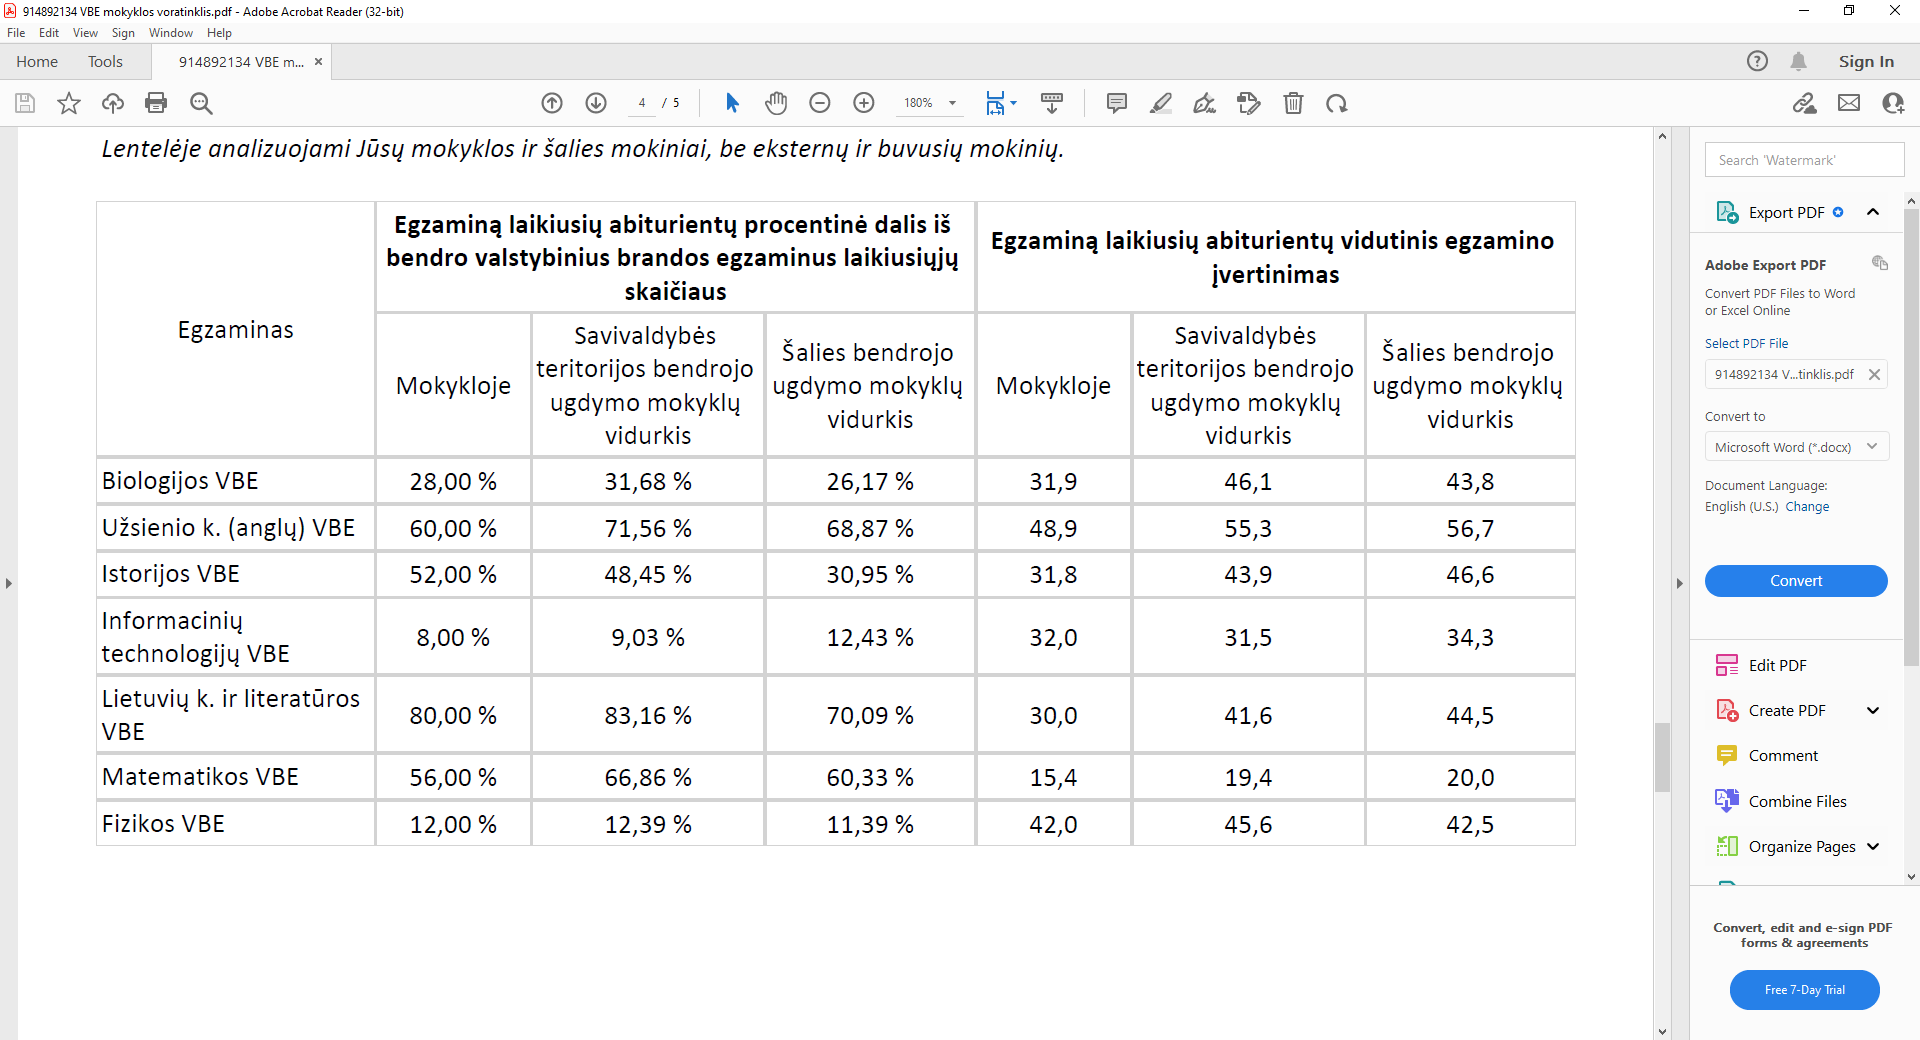 914892134 VBE mokyklos voratinklis.pdf - Adobe Acrobat Reader (32-bit)
File Edit View Sign Window Help
Home Tools 914892134 VBE m... ×
Sign In
4 / 5 180%
Lentelėje analizuojami Jūsų mokyklos ir šalies mokiniai, be eksternų ir buvusių mokinių.
Egzaminas
Egzaminą laikiusių abiturientų procentinė dalis iš
bendro valstybinius brandos egzaminus laikiusiųjų
skaičiaus
Egzaminą laikiusių abiturientų vidutinis egzamino
įvertinimas
Mokykloje
Savivaldybės
teritorijos bendrojo
ugdymo mokyklų
vidurkis
Šalies bendrojo
ugdymo mokyklų
vidurkis
Mokykloje
Savivaldybės
teritorijos bendrojo
ugdymo mokyklų
vidurkis
Šalies bendrojo
ugdymo mokyklų
vidurkis
Biologijos VBE 28,00 % 31,68 % 26,17 % 31,9 46,1 43,8
Užsienio k. (anglų) VBE 60,00 % 71,56 % 68,87 % 48,9 55,3 56,7
Istorijos VBE 52,00 % 48,45 % 30,95 % 31,8 43,9 46,6
Informacinių
technologijų VBE 8,00 % 9,03 % 12,43 % 32,0 31,5 34,3
Lietuvių k. ir literatūros
VBE 80,00 % 83,16 % 70,09 % 30,0 41,6 44,5
Matematikos VBE 56,00 % 66,86 % 60,33 % 15,4 19,4 20,0
Fizikos VBE 12,00 % 12,39 % 11,39 % 42,0 45,6 42,5
Search 'Watermark'
Export PDF
Adobe Export PDF
Convert PDF Files to Word
or Excel Online
Select PDF File
914892134 V...tinklis.pdf
Convert to
Microsoft Word (*.docx)
Document Language:
English (U.S.) Change
Convert
Edit PDF
Create PDF
Comment
Combine Files
Organize Pages
Convert, edit and e-sign PDF
forms & agreements
Free 7-Day Trial